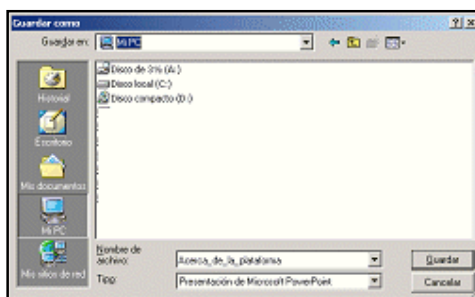 Guardar como
Guardar en:
Mi PC
Disco de 3½ (A:)
Disco local (C:)
Disco compacto (D:)
Historial
Escritorio
Mis documentos
Mi PC
Mis sitios de red
Nombre de archivo:
Acerca_de_la_plataforma
Guardar
Tipo:
Presentación de Microsoft PowerPoint
Cancelar